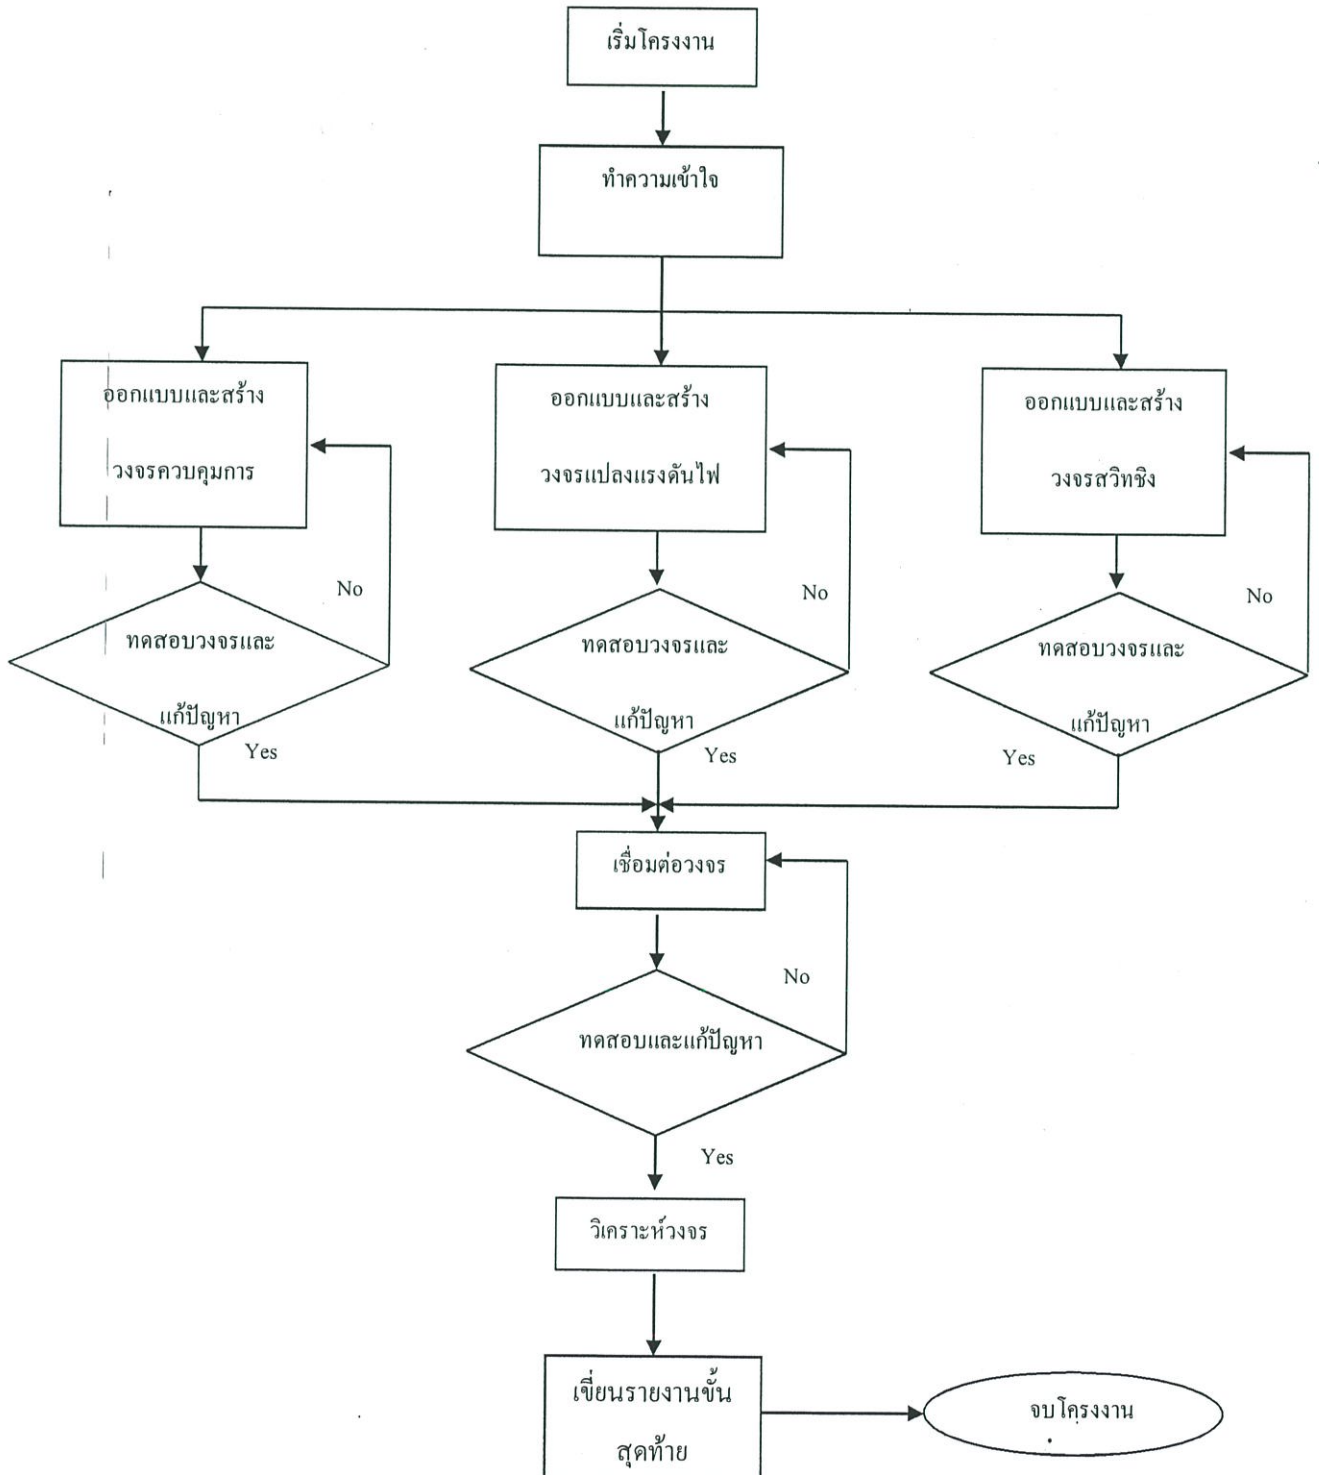 เริ่มโครงงาน
ทำความเข้าใจ
ออกแบบและสร้าง
วงจรควบคุมการ
ออกแบบและสร้าง
วงจรแปลงแรงดันไฟ
ออกแบบและสร้าง
วงจรสวิทชิง
No
No
No
ทดสอบวงจรและ
แก้ปัญหา
ทดสอบวงจรและ
แก้ปัญหา
ทดสอบวงจรและ
แก้ปัญหา
Yes
Yes
Yes
เชื่อมต่อวงจร
No
ทดสอบและแก้ปัญหา
Yes
วิเคราะห์วงจร
เขี่ยนรายงานขั้น
สุดท้าย
จบโครงงาน